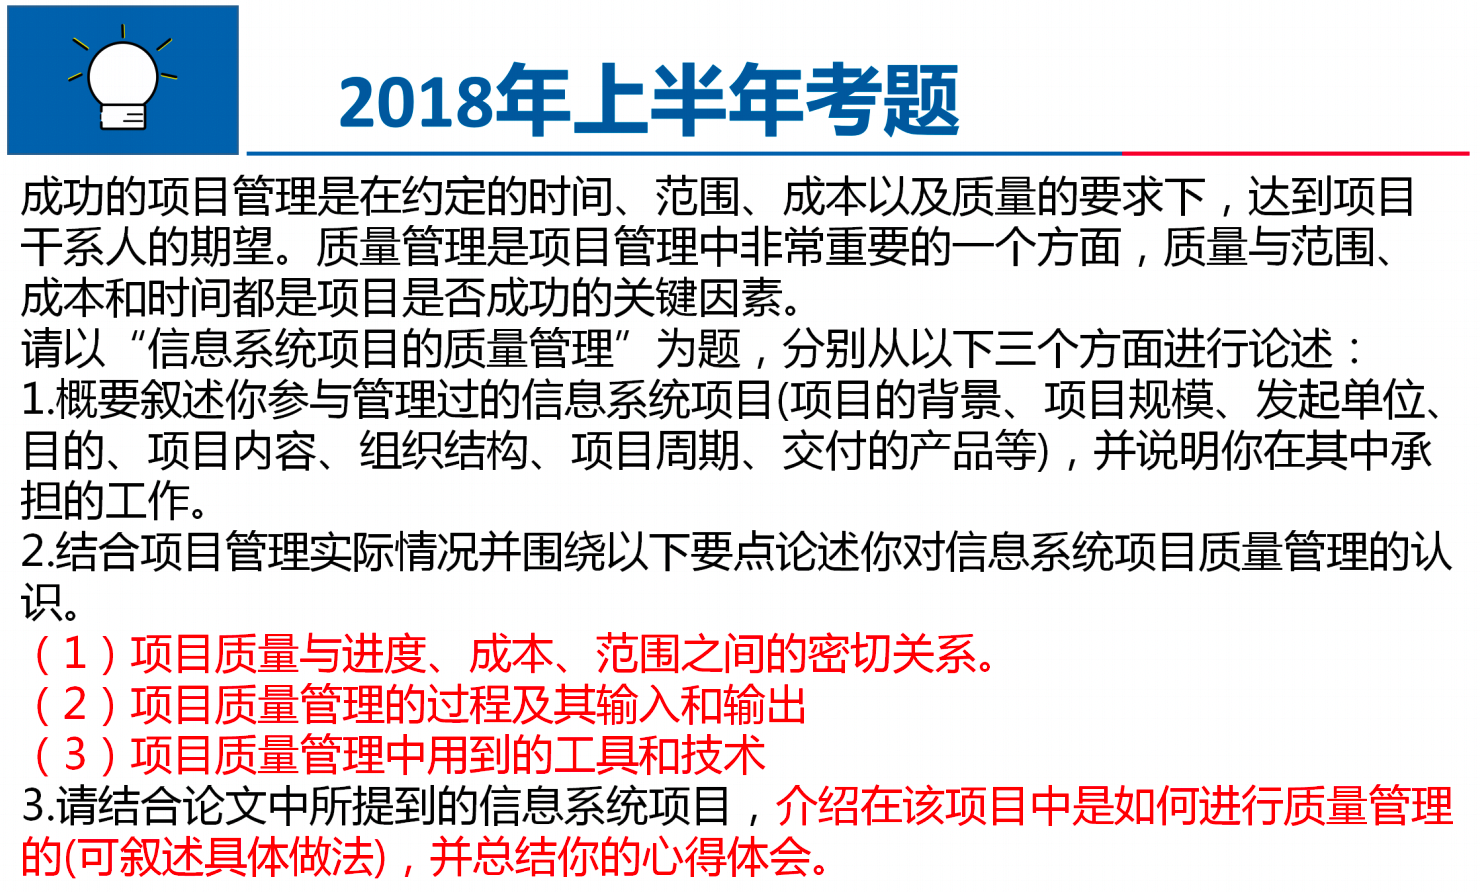 2018年上半年考题
成功的项目管理是在约定的时间、范围、成本以及质量的要求下，达到项目
干系人的期望。质量管理是项目管理中非常重要的一个方面，质量与范围、
成本和时间都是项目是否成功的关键因素。
请以“信息系统项目的质量管理”为题，分别从以下三个方面进行论述：
1.概要叙述你参与管理过的信息系统项目(项目的背景、项目规模、发起单位、
目的、项目内容、组织结构、项目周期、交付的产品等)，并说明你在其中承
担的工作。
2.结合项目管理实际情况并围绕以下要点论述你对信息系统项目质量管理的认
识。
（1）项目质量与进度、成本、范围之间的密切关系。
（2）项目质量管理的过程及其输入和输出
（3）项目质量管理中用到的工具和技术
3.请结合论文中所提到的信息系统项目，介绍在该项目中是如何进行质量管理
的(可叙述具体做法)，并总结你的心得体会。